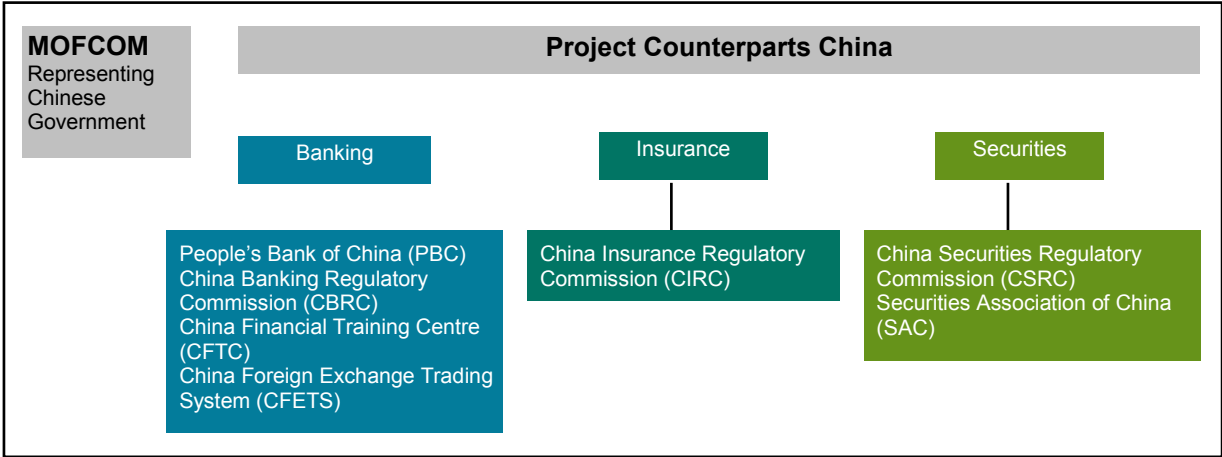 MOFCOM
Representing
Chinese
Government
Project Counterparts China
Banking
Insurance
Securities
People’s Bank of China (PBC)
China Banking Regulatory
Commission (CBRC)
China Financial Training Centre
(CFTC)
China Foreign Exchange Trading
System (CFETS)
China Insurance Regulatory
Commission (CIRC)
China Securities Regulatory
Commission (CSRC)
Securities Association of China
(SAC)